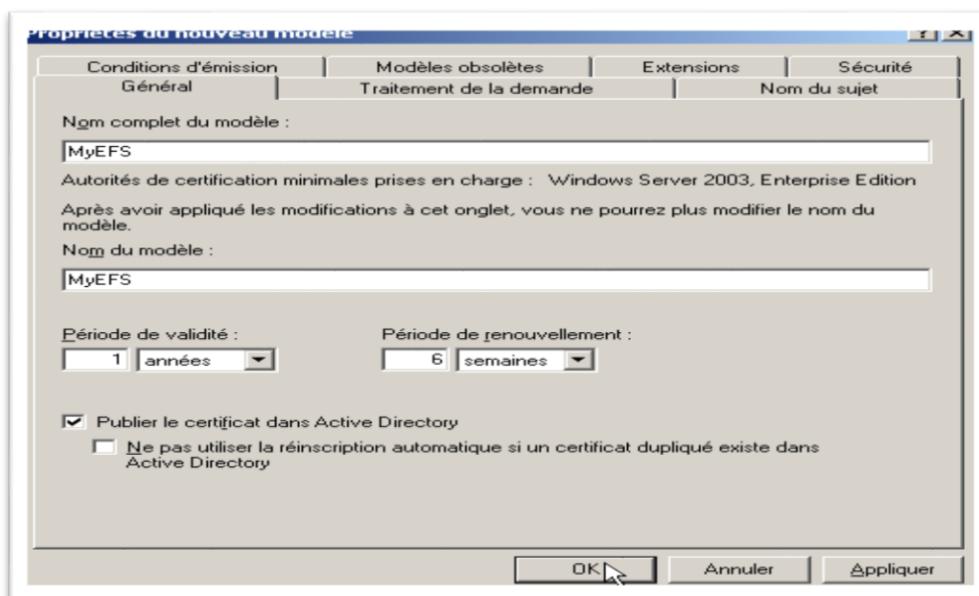 Propriétés du nouveau modèle
Conditions d'émission Modèles obsolètes Extensions Sécurité
Général Traitement de la demande Nom du sujet
Nom complet du modèle :
MyEFS
Autorités de certification minimales prises en charge : Windows Server 2003, Enterprise Edition
Après avoir appliqué les modifications à cet onglet, vous ne pourrez plus modifier le nom du
modèle.
Nom du modèle :
MyEFS
Période de validité : Période de renouvellement :
1 années 6 semaines
Publier le certificat dans Active Directory
Ne pas utiliser la réinscription automatique si un certificat dupliqué existe dans
Active Directory
OK Annuler Appliquer